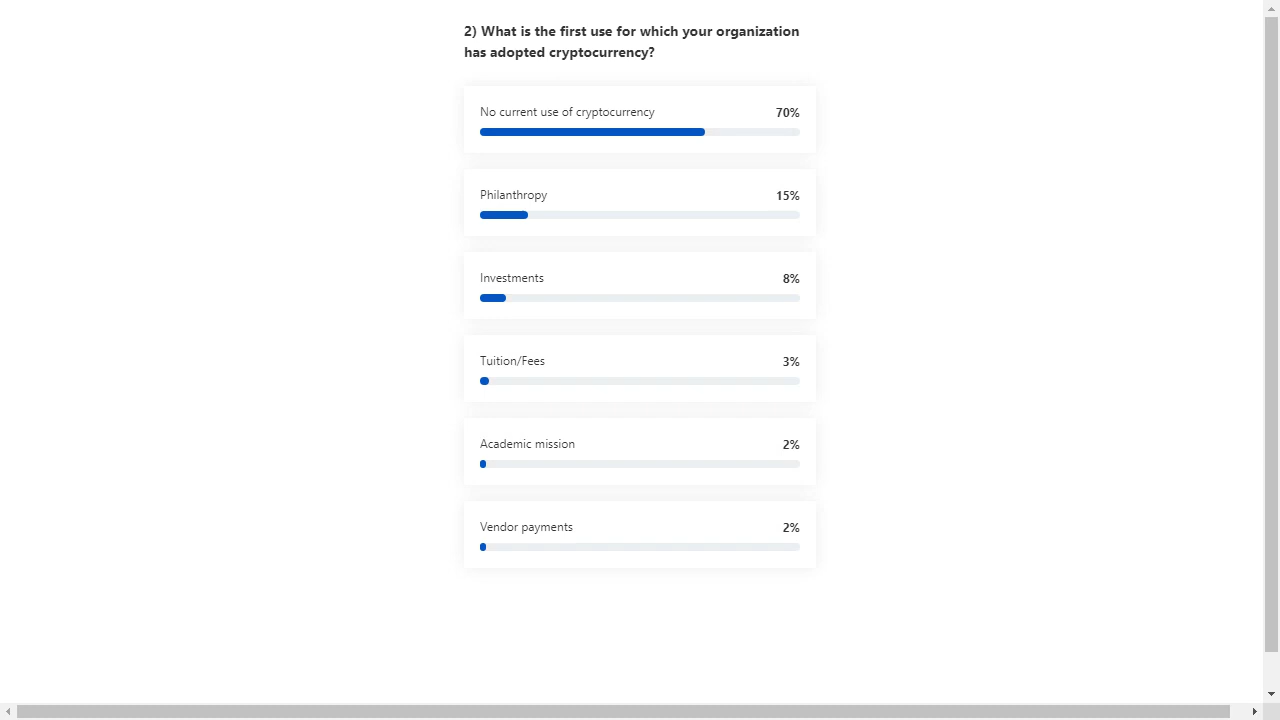 2) What is the first use for which your organization
has adopted cryptocurrency?
No current use of cryptocurrency 70%
Philanthropy 15%
Investments 8%
Tuition/Fees 3%
Academic mission 2%
Vendor payments 2%